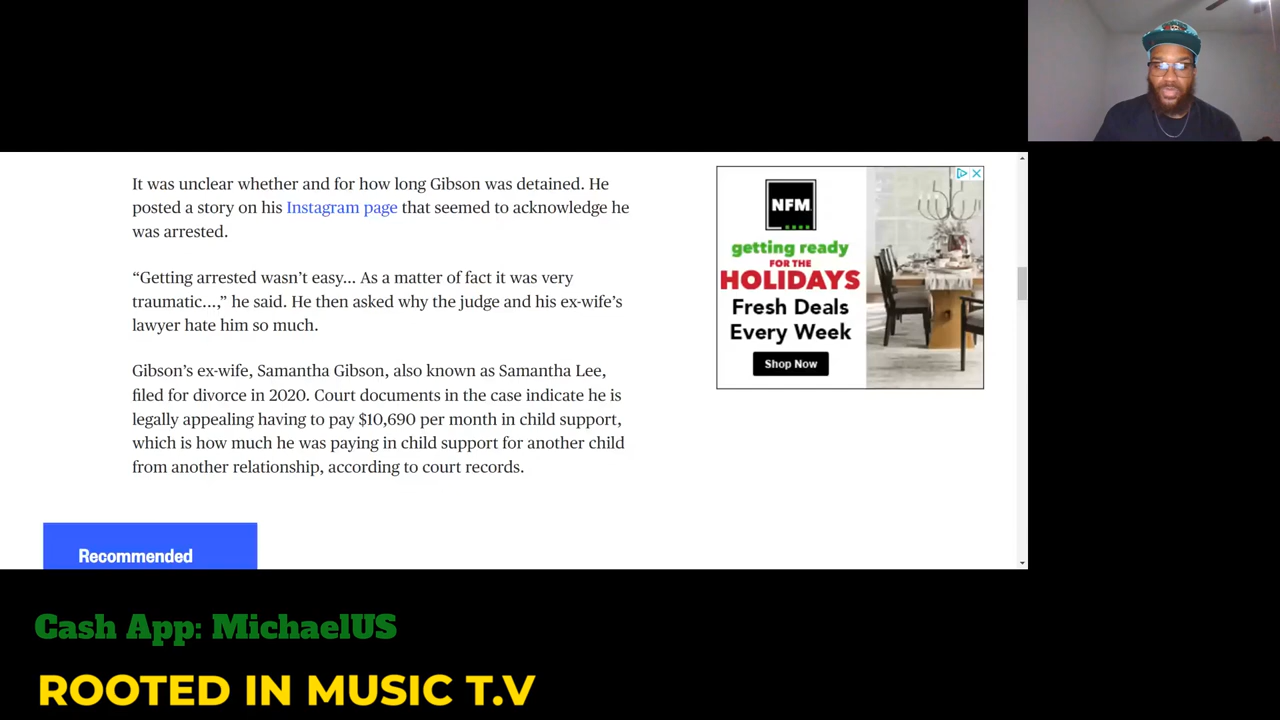 It was unclear whether and for how long Gibson was detained. He
posted a story on his Instagram page that seemed to acknowledge he
was arrested.
“Getting arrested wasn’t easy... As a matter of fact it was very
traumatic...,” he said. He then asked why the judge and his ex-wife’s
lawyer hate him so much.
Gibson’s ex-wife, Samantha Gibson, also known as Samantha Lee,
filed for divorce in 2020. Court documents in the case indicate he is
legally appealing having to pay $10,690 per month in child support,
which is how much he was paying in child support for another child
from another relationship, according to court records.
NFM
getting ready
FOR THE
HOLIDAYS
Fresh Deals
Every Week
Shop Now
Recommended
Cash App: MichaelUS
ROOTED IN MUSIC T.V